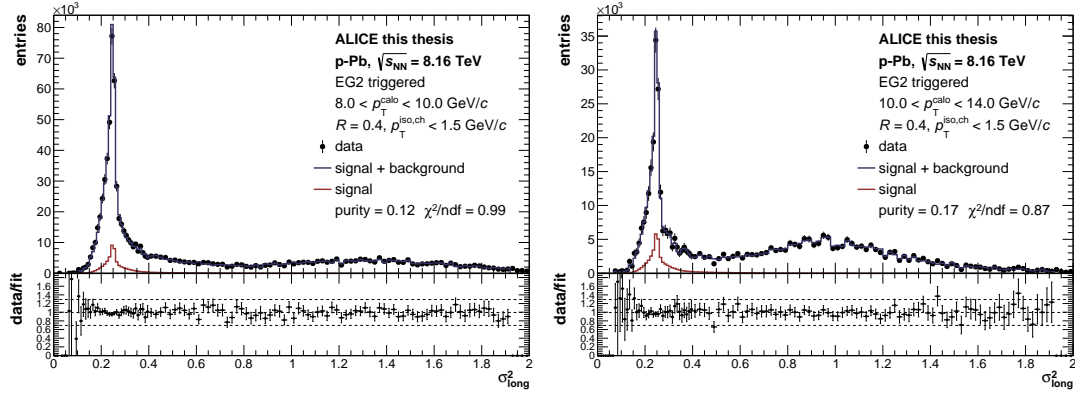 ×10³
entries
80
70
60
50
40
30
20
10
0
ALICE this thesis
p-Pb, √s_NN = 8.16 TeV
EG2 triggered
8.0 < p_T^calo < 10.0 GeV/c
R = 0.4, p_T^iso,ch < 1.5 GeV/c
data
signal + background
signal
purity = 0.12 χ²/ndf = 0.99
data/fit
1.6
1.4
1.2
1
0.8
0.6
0.4
0.2
0
0 0.2 0.4 0.6 0.8 1 1.2 1.4 1.6 1.8 2
σ²_long
×10³
entries
35
30
25
20
15
10
5
0
ALICE this thesis
p-Pb, √s_NN = 8.16 TeV
EG2 triggered
10.0 < p_T^calo < 14.0 GeV/c
R = 0.4, p_T^iso,ch < 1.5 GeV/c
data
signal + background
signal
purity = 0.17 χ²/ndf = 0.87
data/fit
1.6
1.4
1.2
1
0.8
0.6
0.4
0.2
0
0 0.2 0.4 0.6 0.8 1 1.2 1.4 1.6 1.8 2
σ²_long